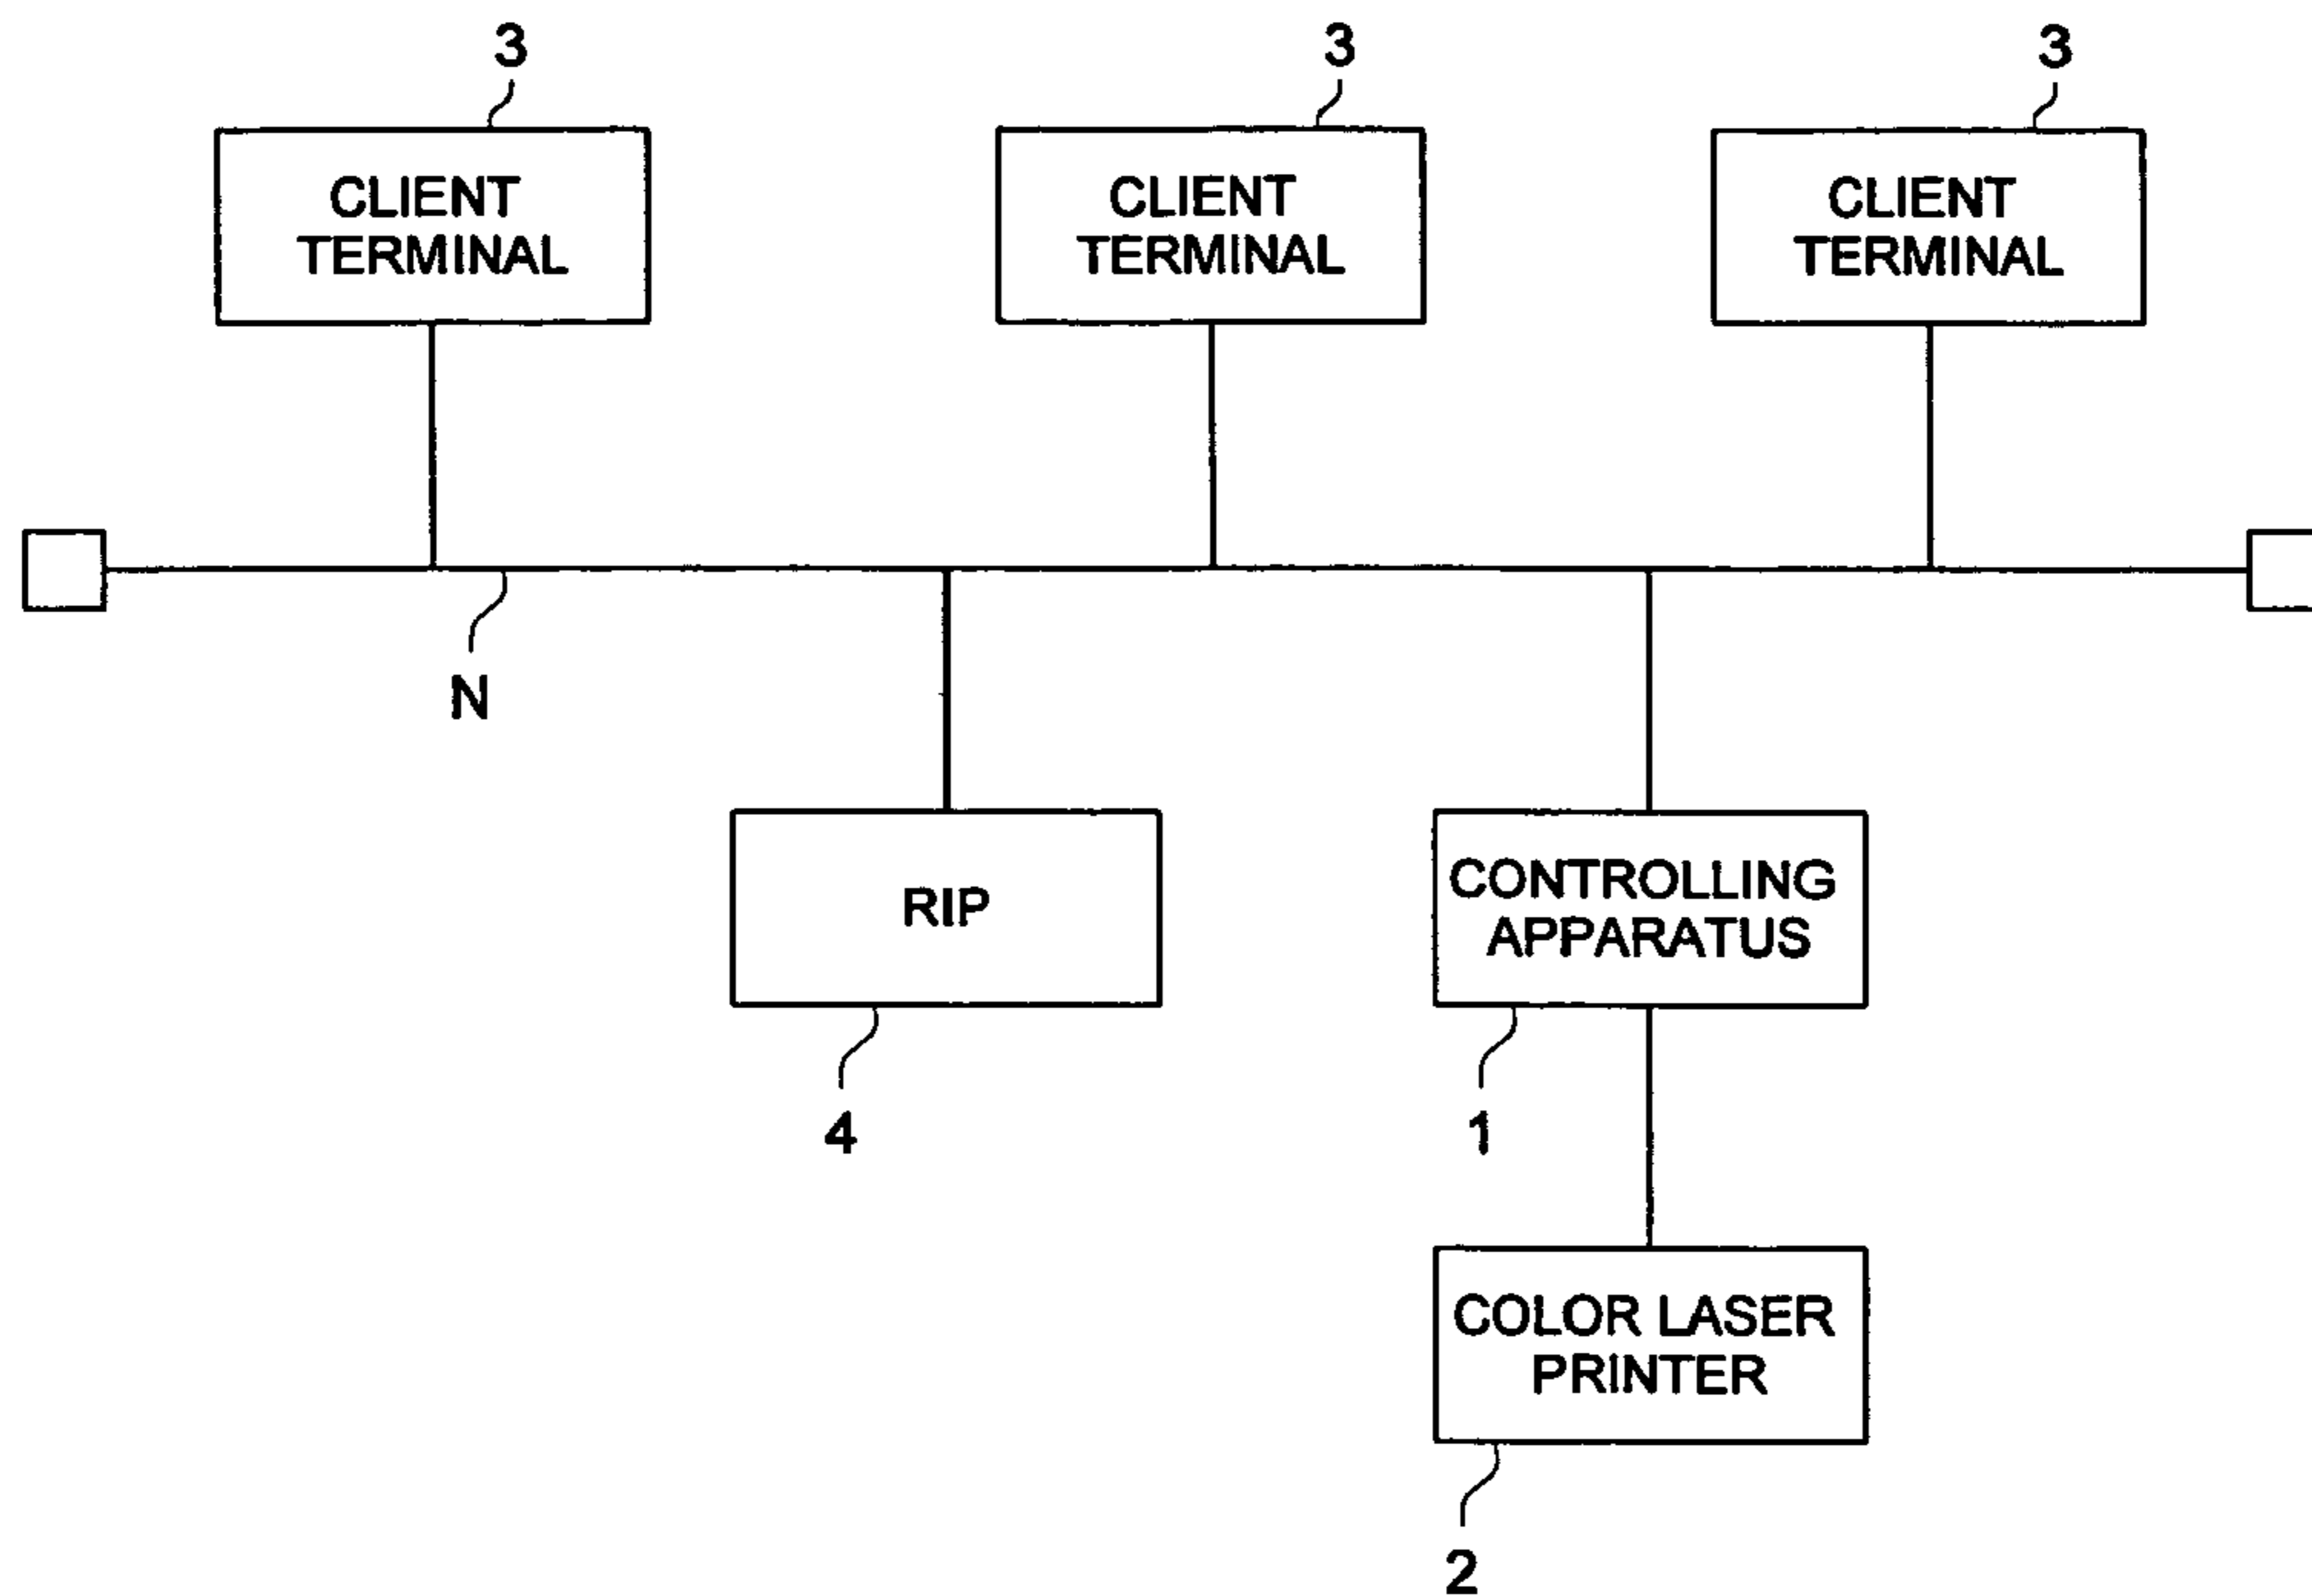 3
3
3
CLIENT
TERMINAL
CLIENT
TERMINAL
CLIENT
TERMINAL
N
RIP
CONTROLLING
APPARATUS
4
1
COLOR LASER
PRINTER
2